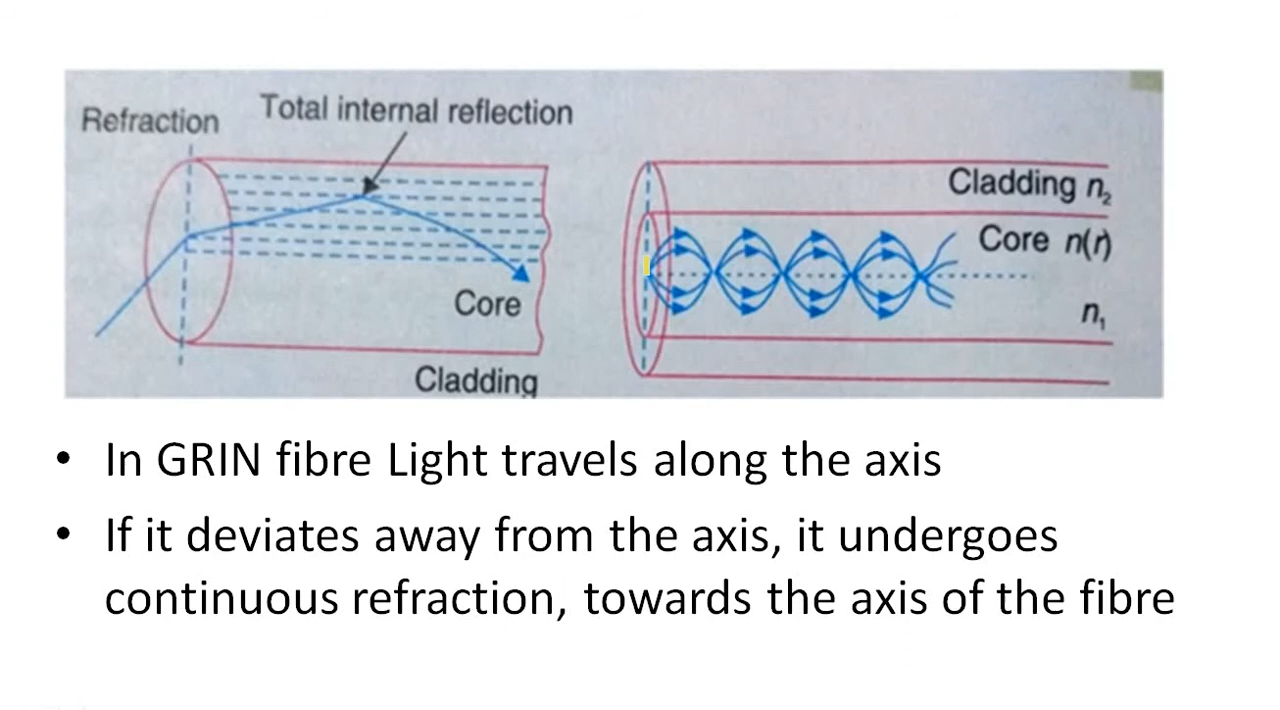 Refraction
Total internal reflection
Core
Cladding
Cladding n₂
Core n(r)
n₁
• In GRIN fibre Light travels along the axis
• If it deviates away from the axis, it undergoes
continuous refraction, towards the axis of the fibre